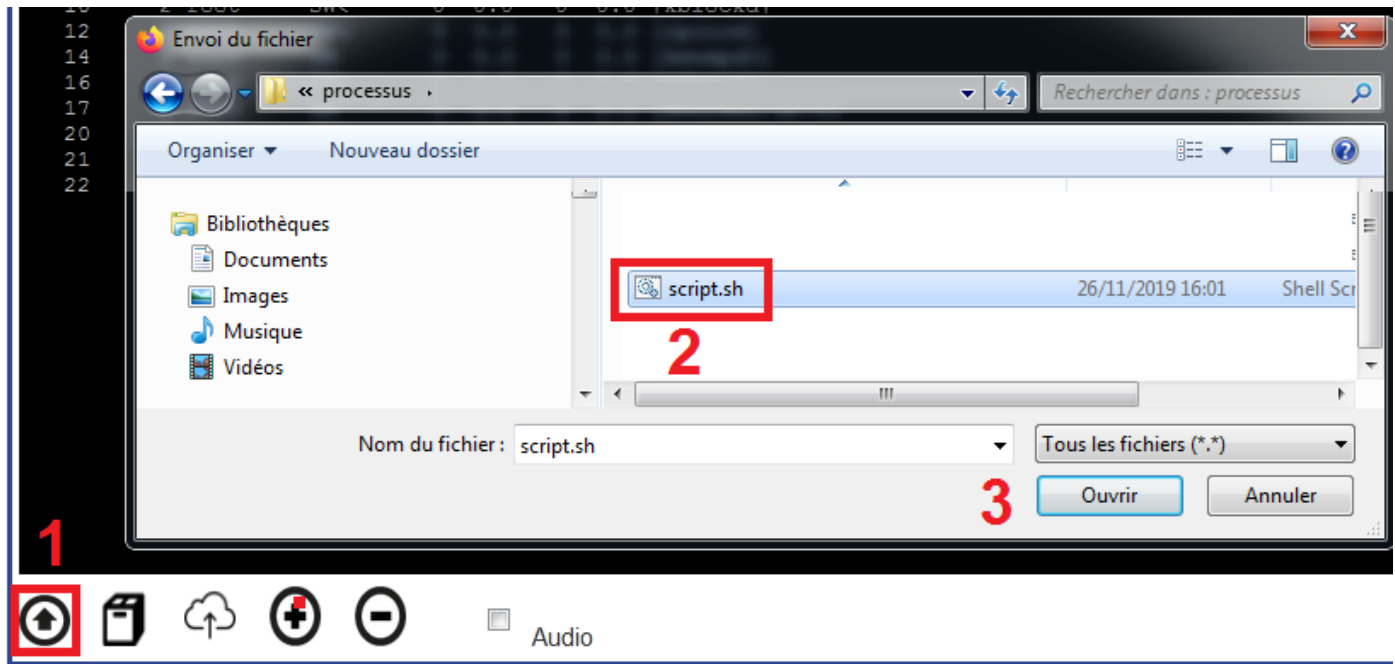 12
14
16
17
20
21
22
Envoi du fichier
« processus
Rechercher dans : processus
Organiser
Nouveau dossier
Bibliothèques
Documents
Images
Musique
Vidéos
script.sh
26/11/2019 16:01
Shell Scr
2
Nom du fichier :
script.sh
Tous les fichiers (*.*)
3
Ouvrir
Annuler
1
Audio